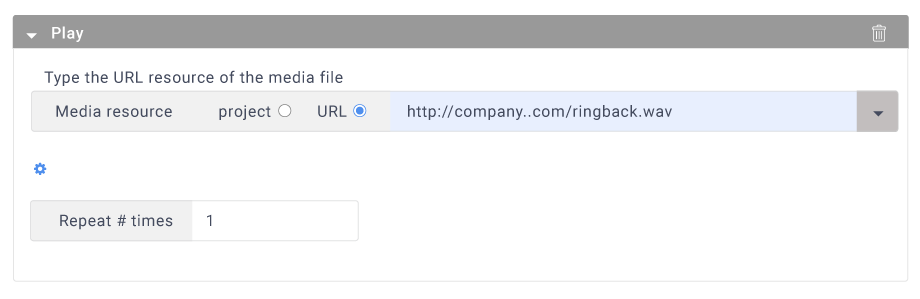 Play
Type the URL resource of the media file
Media resource project URL http://company..com/ringback.wav
Repeat # times 1